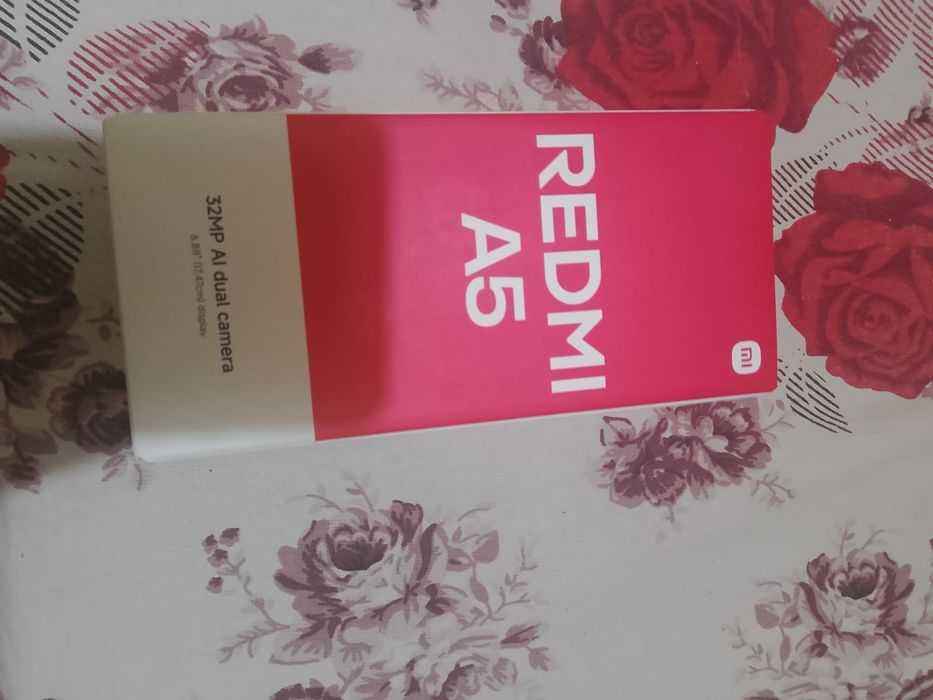 mi
REDMI
A5
32MP AI dual camera
6.88" (17.47cm) display